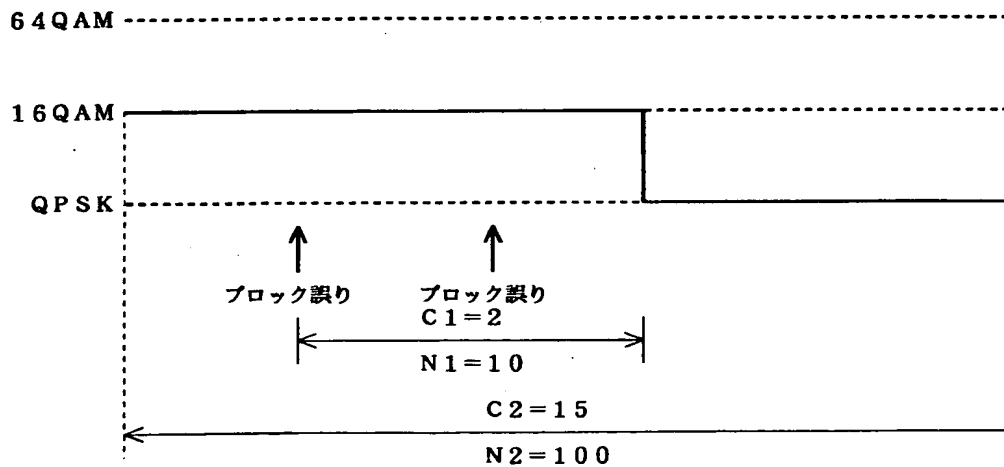 64QAM
16QAM
QPSK
ブロック誤り ブロック誤り
C1=2
N1=10
C2=15
N2=100